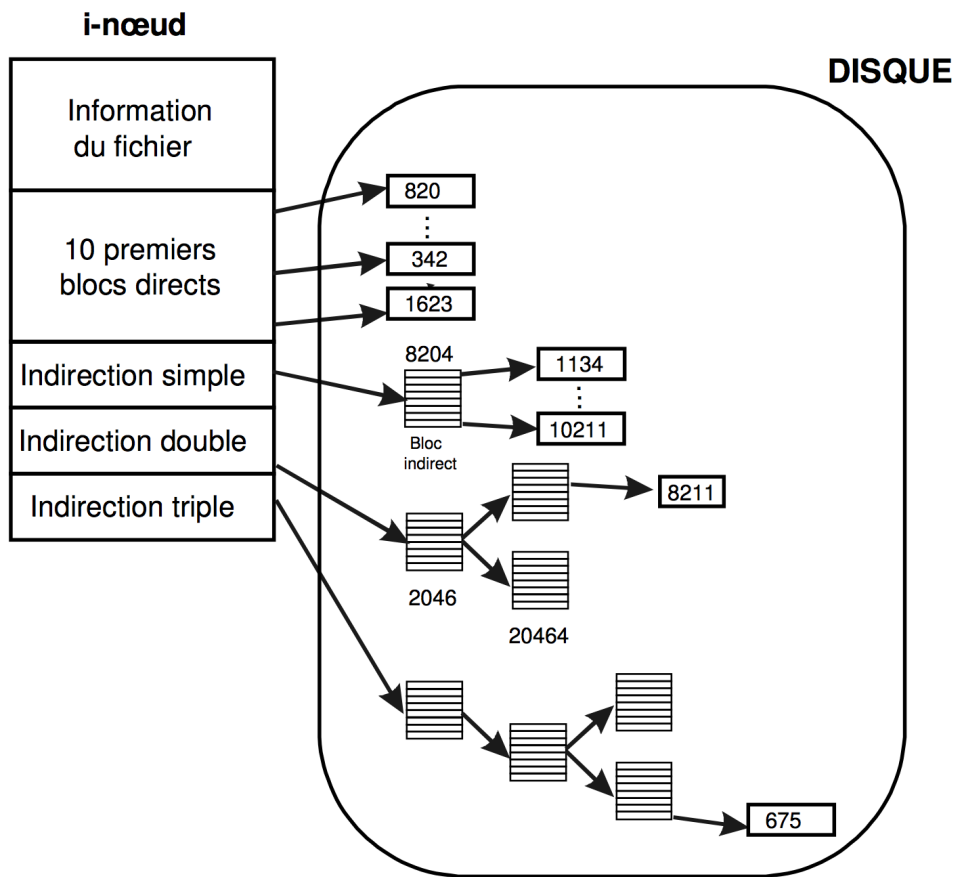 i-nœud
DISQUE
Information
du fichier
10 premiers
blocs directs
Indirection simple
Indirection double
Indirection triple
820
342
1623
8204
Bloc
indirect
1134
10211
8211
2046
20464
675